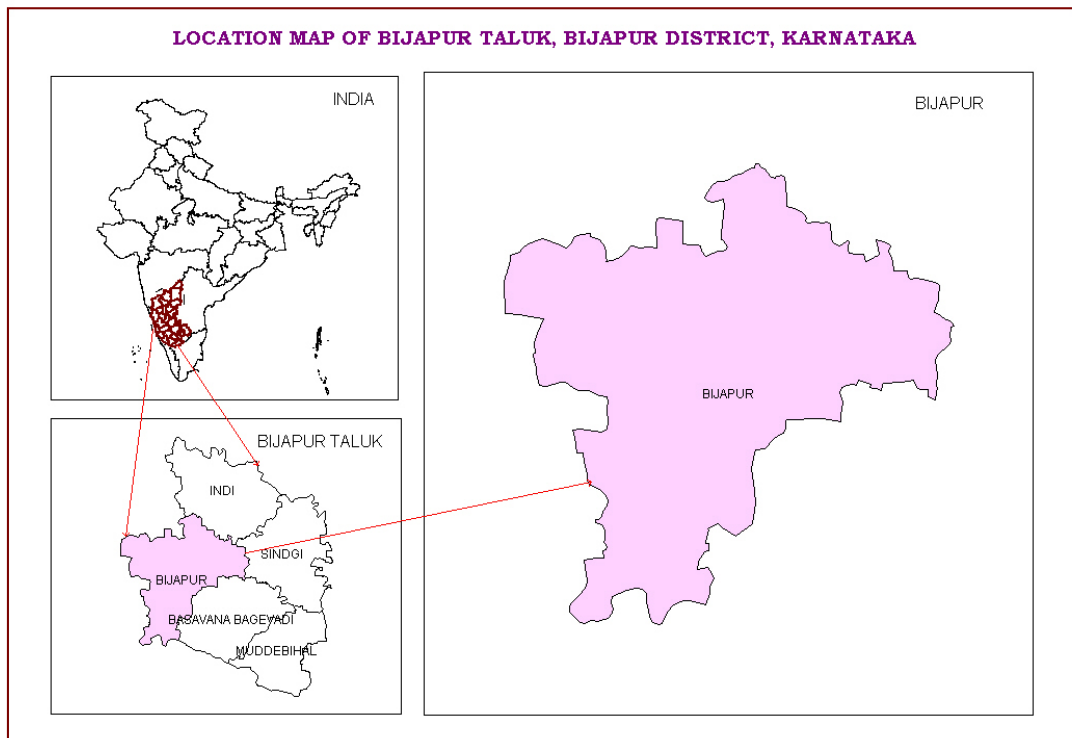 LOCATION MAP OF BIJAPUR TALUK, BIJAPUR DISTRICT, KARNATAKA
INDIA
BIJAPUR
BIJAPUR
BIJAPUR TALUK
INDI
SINDGI
BIJAPUR
BASAVANA BAGEVADI
MUDDEBIHAL